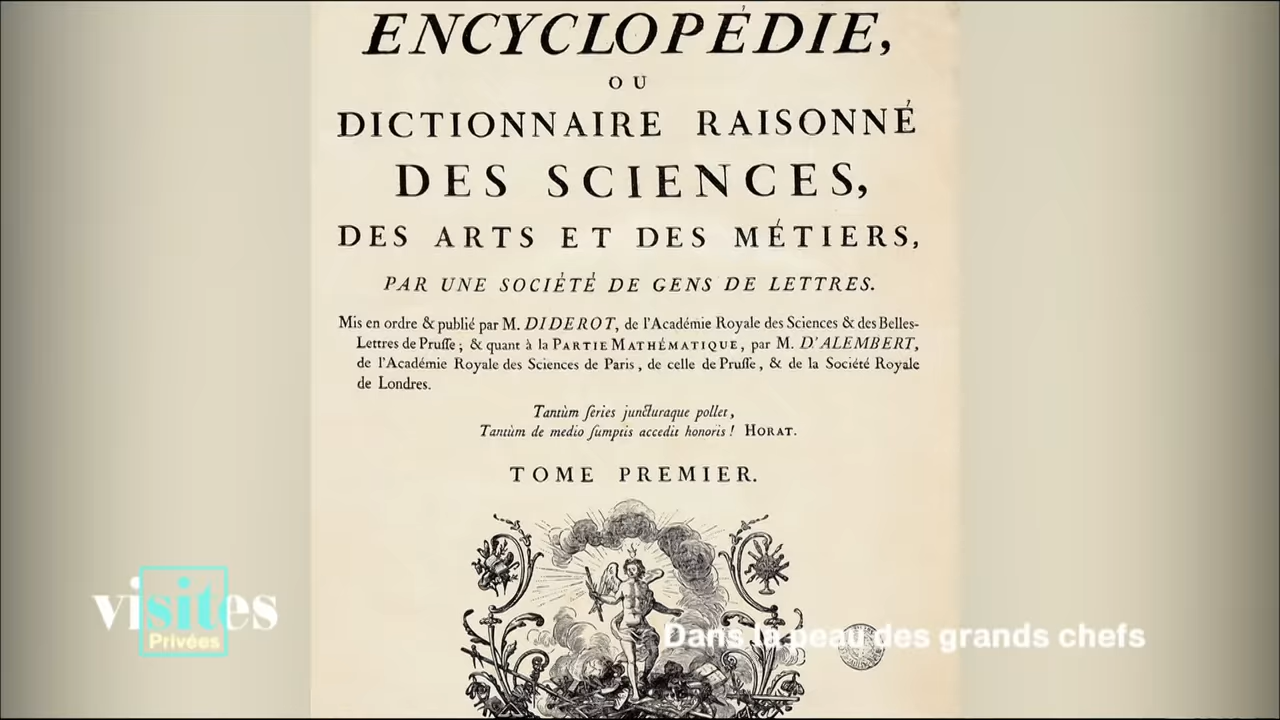 ENCYCLOPÉDIE,
OU
DICTIONNAIRE RAISONNÉ
DES SCIENCES,
DES ARTS ET DES MÉTIERS,
PAR UNE SOCIÉTÉ DE GENS DE LETTRES.
Mis en ordre & publié par M. DIDEROT, de l'Académie Royale des Sciences & des Belles-
Lettres de Pruſſe ; & quant à la PARTIE MATHÉMATIQUE, par M. D'ALEMBERT,
de l'Académie Royale des Sciences de Paris, de celle de Pruſſe, & de la Société Royale
de Londres.
Tantùm ſeries juncturaque pollet,
Tantùm de medio ſumptis accedit honoris ! HORAT.
TOME PREMIER.
visites
Privées
Dans la peau des grands chefs